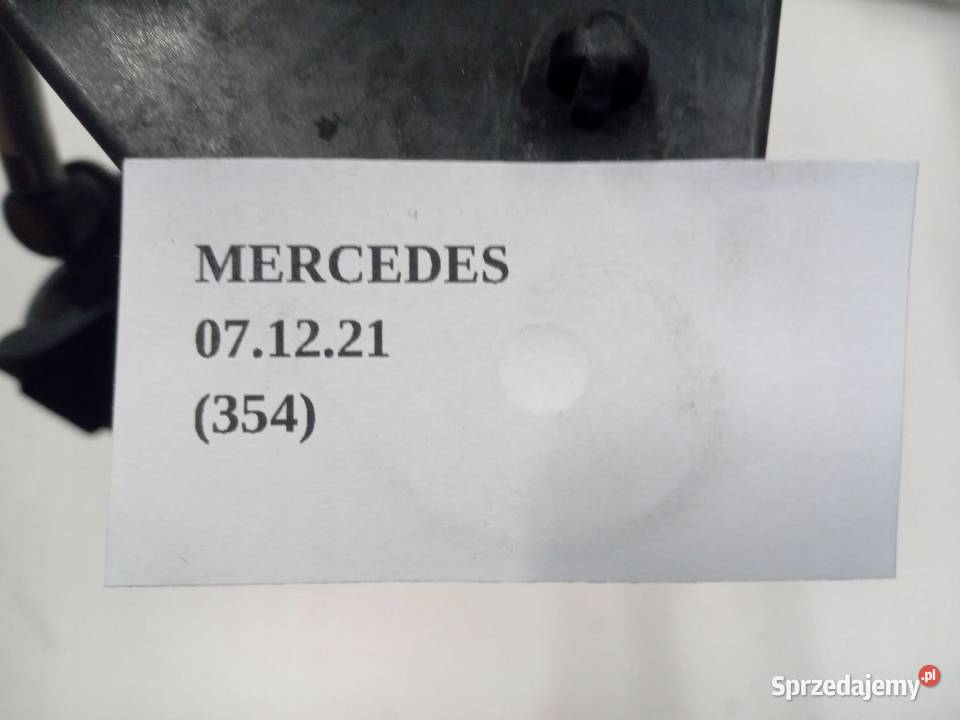 MERCEDES
07.12.21
(354)
Sprzedajemy.pl